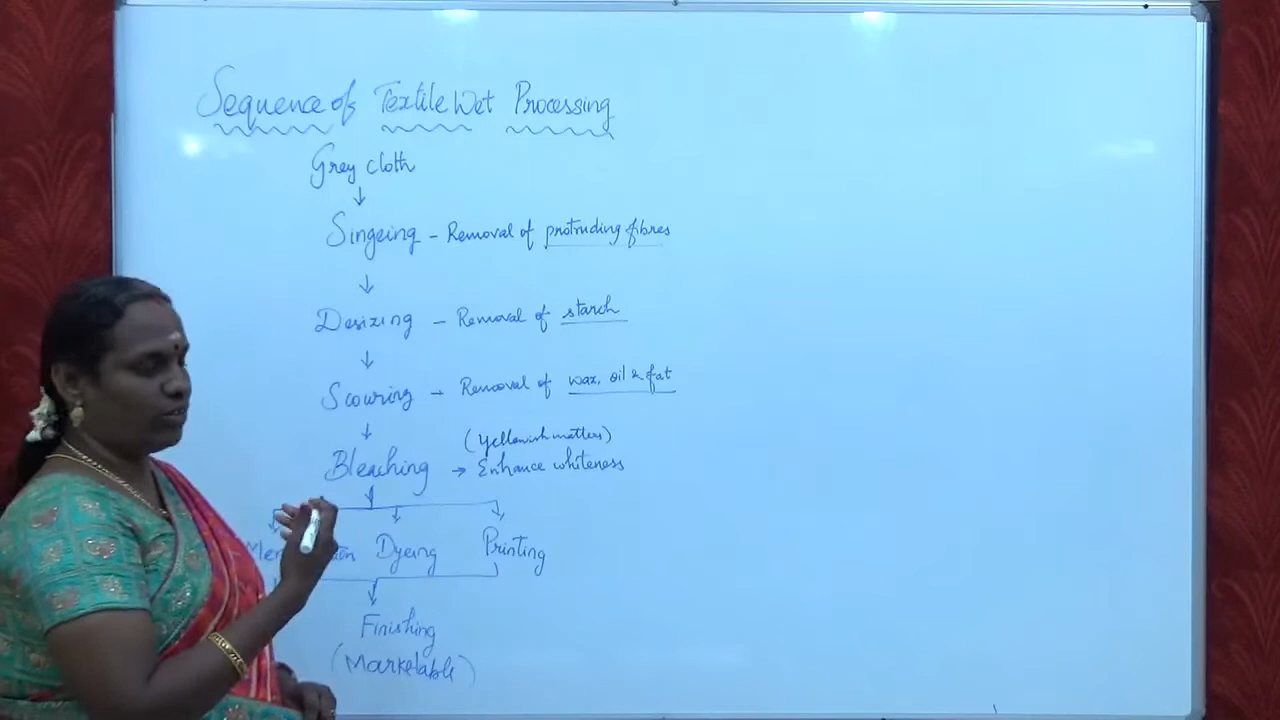 Sequence of Textile Wet Processing
Grey cloth
↓
Singeing - Removal of protruding fibres
↓
Desizing - Removal of starch
↓
Scouring → Removal of wax, oil & fat
↓
(Yellowish matters)
Bleaching → Enhance whiteness
Dyeing Printing
Finishing
(Marketable)